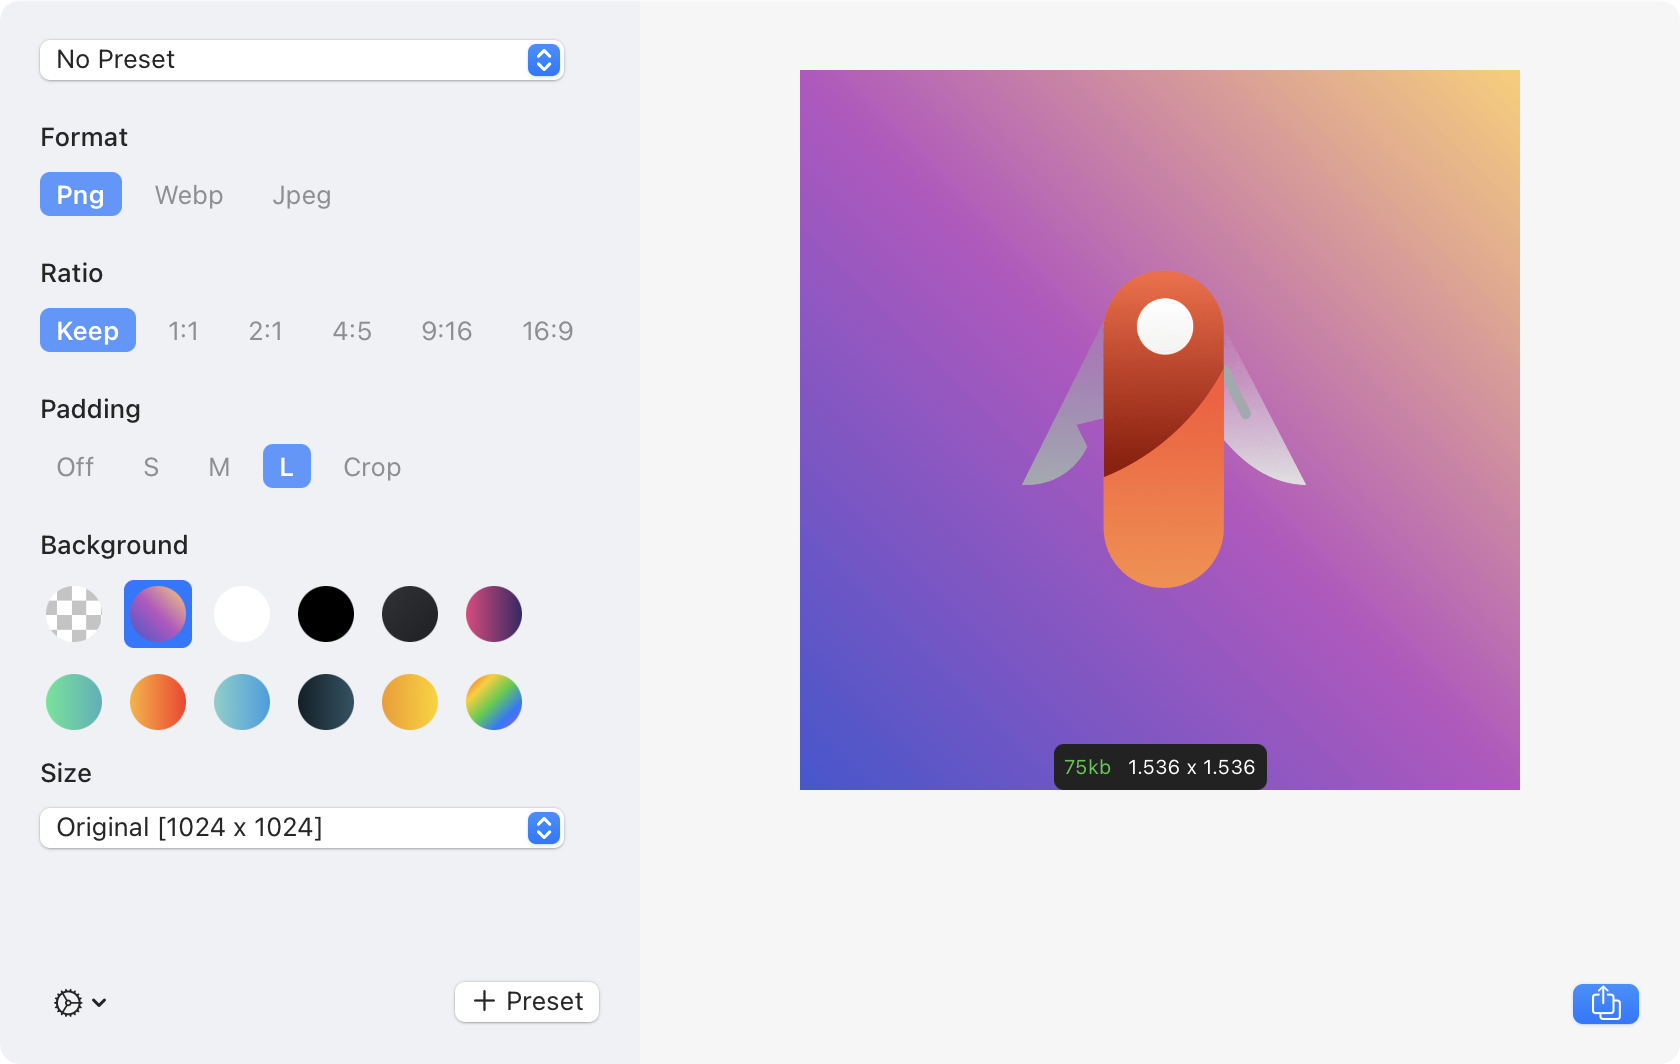 No Preset
Format
Png Webp Jpeg
Ratio
Keep 1:1 2:1 4:5 9:16 16:9
Padding
Off S M L Crop
Background
Size
Original [1024 x 1024]
Preset
75kb 1.536 x 1.536